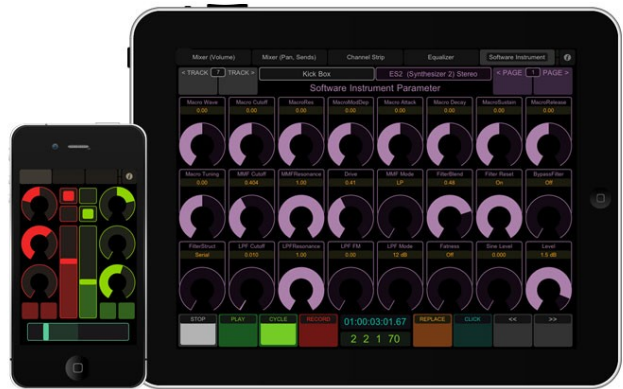 Mixer (Volume) Mixer (Pan, Sends) Channel Strip Equalizer Software Instrument
< TRACK 7 TRACK > Kick Box ES2 (Synthesizer 2) Stereo < PAGE 1 PAGE >
Software Instrument Parameter
Macro Wave Macro Cutoff MacroRes MacroModDep Macro Attack Macro Decay MacroSustain MacroRelease
0.00 0.00 0.00 0.00 0.00 0.00 0.00 0.00
Macro Tuning MMF Cutoff MMFResonance Drive MMF Mode FilterBlend Filter Reset BypassFilter
0.00 0.404 1.00 0.41 LP 0.46 On Off
FilterStruct LPF Cutoff LPFResonance LPF FM LPF Mode Fatness Sine Level Level
Serial 0.010 1.00 0.00 12 dB Off 0.000 1.5 dB
STOP PLAY CYCLE RECORD 01:00:03:01.67 REPLACE CLICK << >>
2 2 1 70